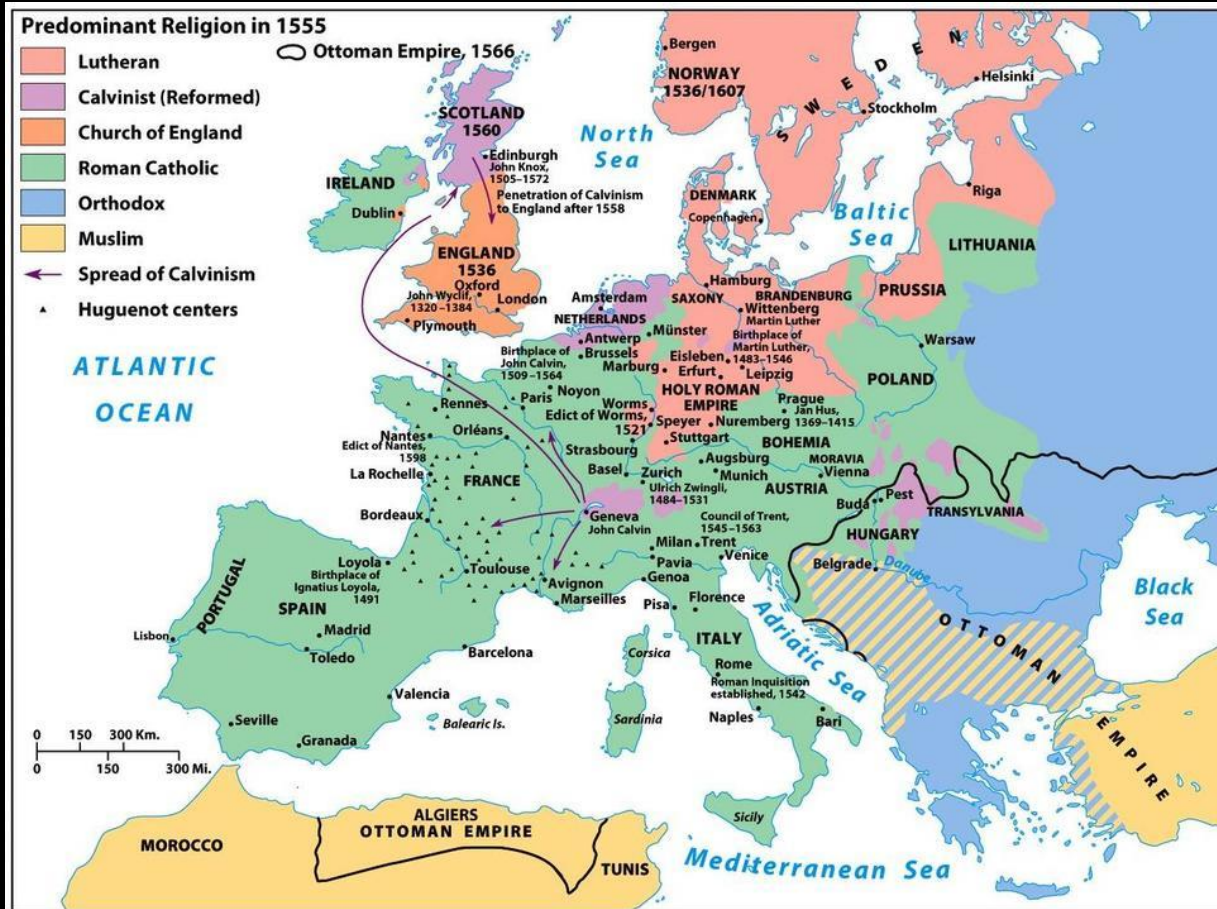 Predominant Religion in 1555
Lutheran
Calvinist (Reformed)
Church of England
Roman Catholic
Orthodox
Muslim
Spread of Calvinism
Huguenot centers
Ottoman Empire, 1566
Bergen
NORWAY
1536/1607
SWEDEN
Helsinki
Stockholm
SCOTLAND
1560
North
Sea
Edinburgh
John Knox,
1505–1572
Penetration of Calvinism
to England after 1558
IRELAND
Dublin
DENMARK
Copenhagen
Riga
Baltic
Sea
LITHUANIA
ENGLAND
1536
Oxford
John Wyclif,
1320–1384
London
Plymouth
Amsterdam
NETHERLANDS
Hamburg
SAXONY
BRANDENBURG
Wittenberg
Martin Luther
PRUSSIA
Münster
Antwerp
Brussels
Birthplace of
Martin Luther,
1483–1546
Eisleben
Marburg
Erfurt
Leipzig
Warsaw
POLAND
ATLANTIC
OCEAN
Birthplace of
John Calvin,
1509–1564
Noyon
Paris
HOLY ROMAN
EMPIRE
Worms
Edict of Worms,
1521
Speyer
Nuremberg
Prague
Jan Hus,
1369–1415
Rennes
Orléans
Nantes
Edict of Nantes,
1598
Stuttgart
Strasbourg
BOHEMIA
MORAVIA
Augsburg
Munich
Vienna
La Rochelle
FRANCE
Basel
Zurich
Ulrich Zwingli,
1484–1531
AUSTRIA
Buda
Pest
TRANSYLVANIA
Bordeaux
Geneva
John Calvin
Council of Trent,
1545–1563
HUNGARY
Milan
Trent
Venice
Pavia
Genoa
Belgrade
Danube
Loyola
Birthplace of
Ignatius Loyola,
1491
Toulouse
Avignon
Marseilles
Pisa
Florence
Black
Sea
PORTUGAL
SPAIN
Madrid
Lisbon
Toledo
Barcelona
Corsica
ITALY
Adriatic Sea
OTTOMAN
EMPIRE
Rome
Roman Inquisition
established, 1542
Valencia
Balearic Is.
Sardinia
Naples
Bari
Seville
Granada
0 150 300 Km.
0 150 300 Mi.
Sicily
MOROCCO
ALGIERS
OTTOMAN EMPIRE
TUNIS
Mediterranean Sea